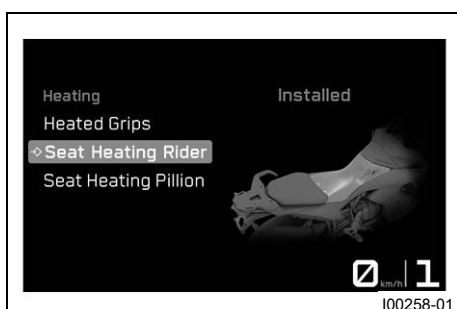 Heating
Installed
Heated Grips
Seat Heating Rider
Seat Heating Pillion
0 km/h 1
I00258-01